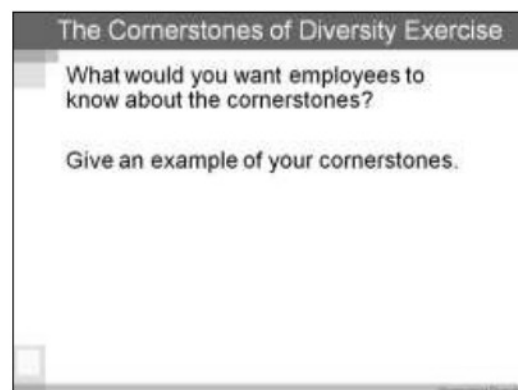 The Cornerstones of Diversity Exercise
What would you want employees to
know about the cornerstones?
Give an example of your cornerstones.